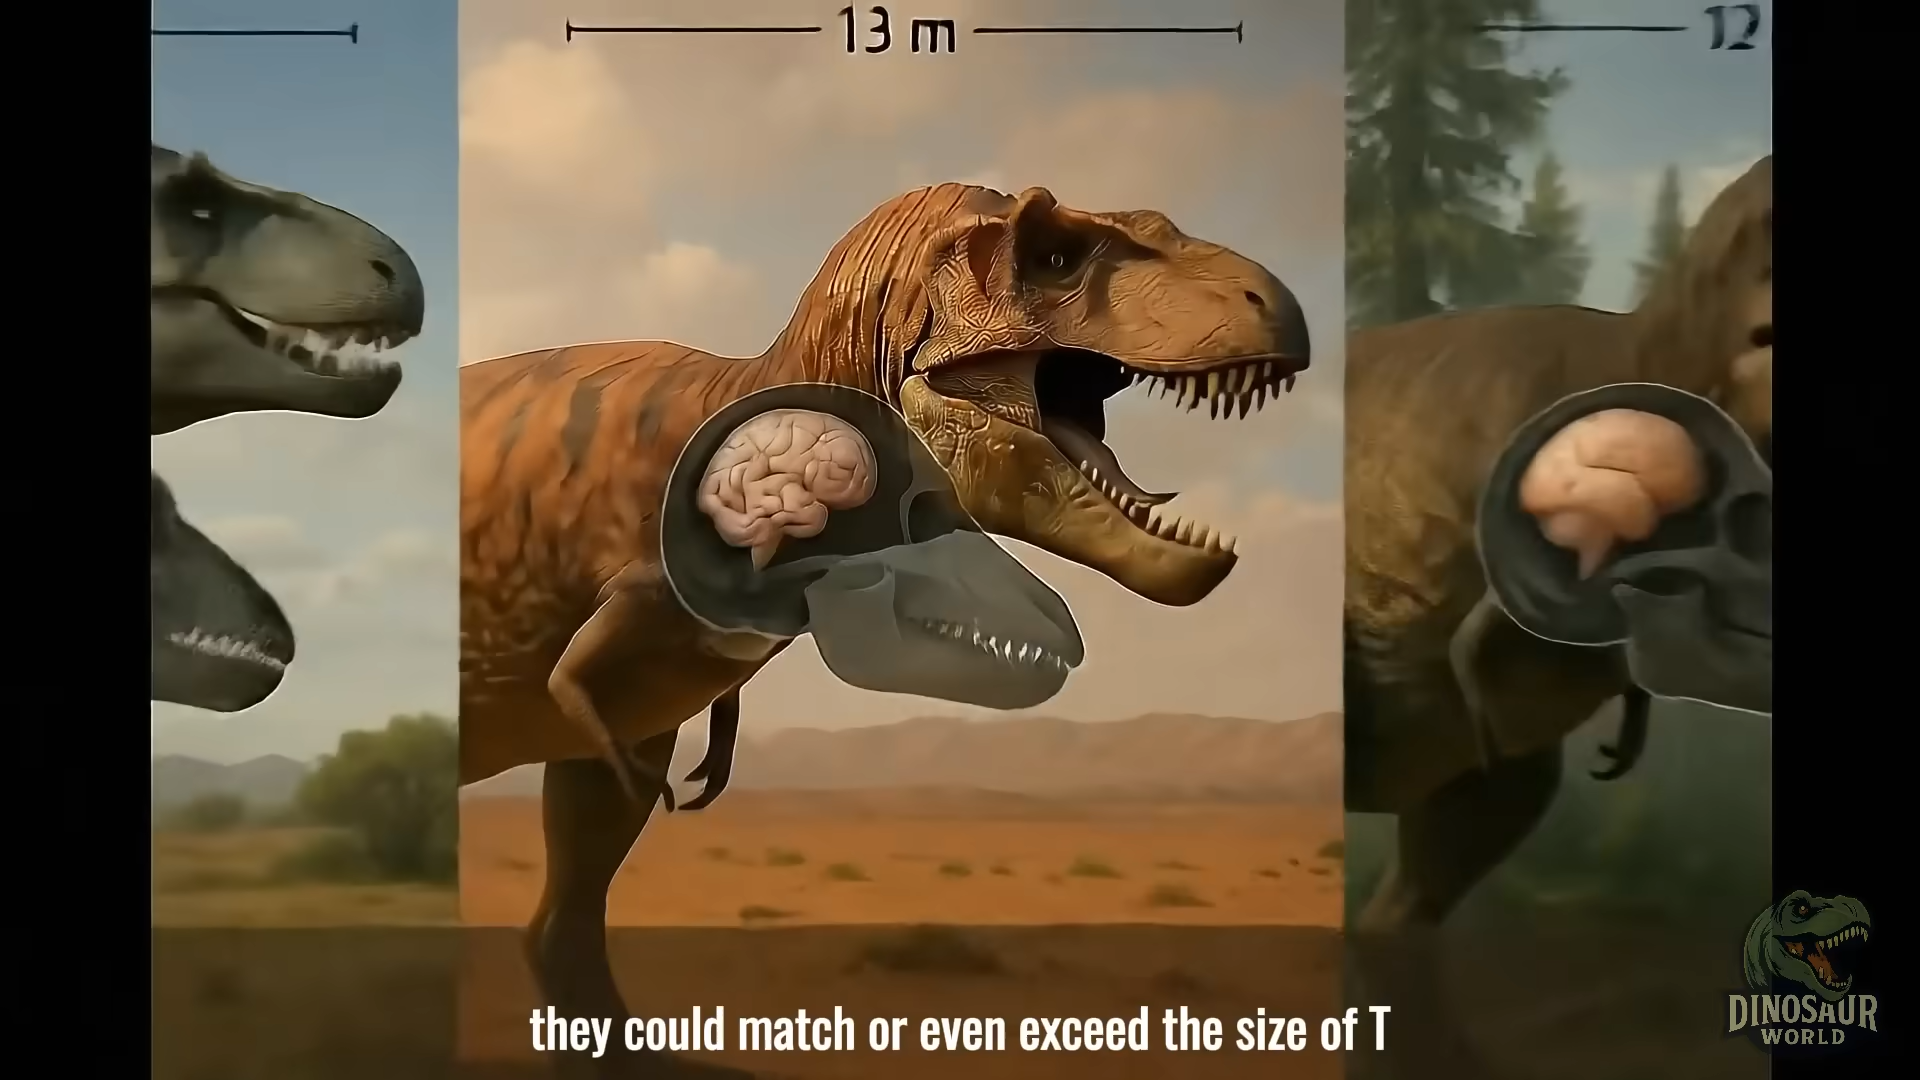 13 m
12
they could match or even exceed the size of T
DINOSAUR
WORLD